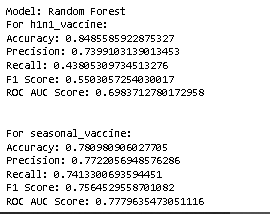 Model: Random Forest
For h1n1_vaccine:
Accuracy: 0.8485585922875327
Precision: 0.7399103139013453
Recall: 0.43805309734513276
F1 Score: 0.5503057254030017
ROC AUC Score: 0.6983712780172958
For seasonal_vaccine:
Accuracy: 0.780980906027705
Precision: 0.7722056948576286
Recall: 0.7413300693594451
F1 Score: 0.7564529558701082
ROC AUC Score: 0.7779635473051116